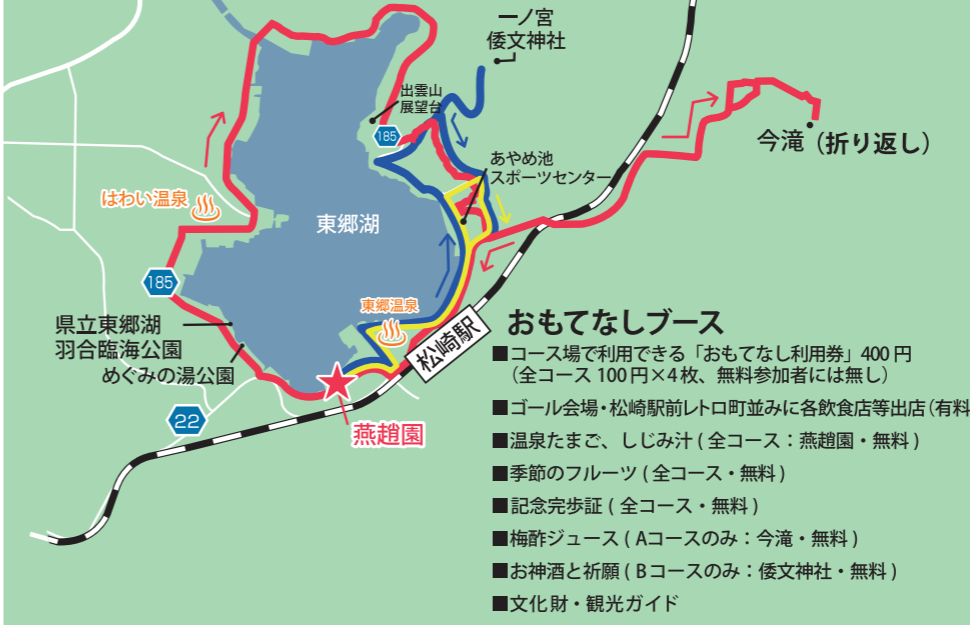 一ノ宮
倭文神社
出雲山
展望台
185
今滝（折り返し）
あやめ池
スポーツセンター
はわい温泉
東郷湖
185
東郷温泉
県立東郷湖
羽合臨海公園
めぐみの湯公園
松崎駅
22
燕趙園
おもてなしブース
■コース場で利用できる「おもてなし利用券」400円
（全コース 100円×4枚、無料参加者には無し）
■ゴール会場・松崎駅前レトロ町並みに各飲食店等出店（有料
■温泉たまご、しじみ汁 ( 全コース：燕趙園・無料 )
■季節のフルーツ ( 全コース・無料 )
■記念完歩証 ( 全コース・無料 )
■梅酢ジュース ( Aコースのみ：今滝・無料 )
■お神酒と祈願 ( Bコースのみ：倭文神社・無料 )
■文化財・観光ガイド